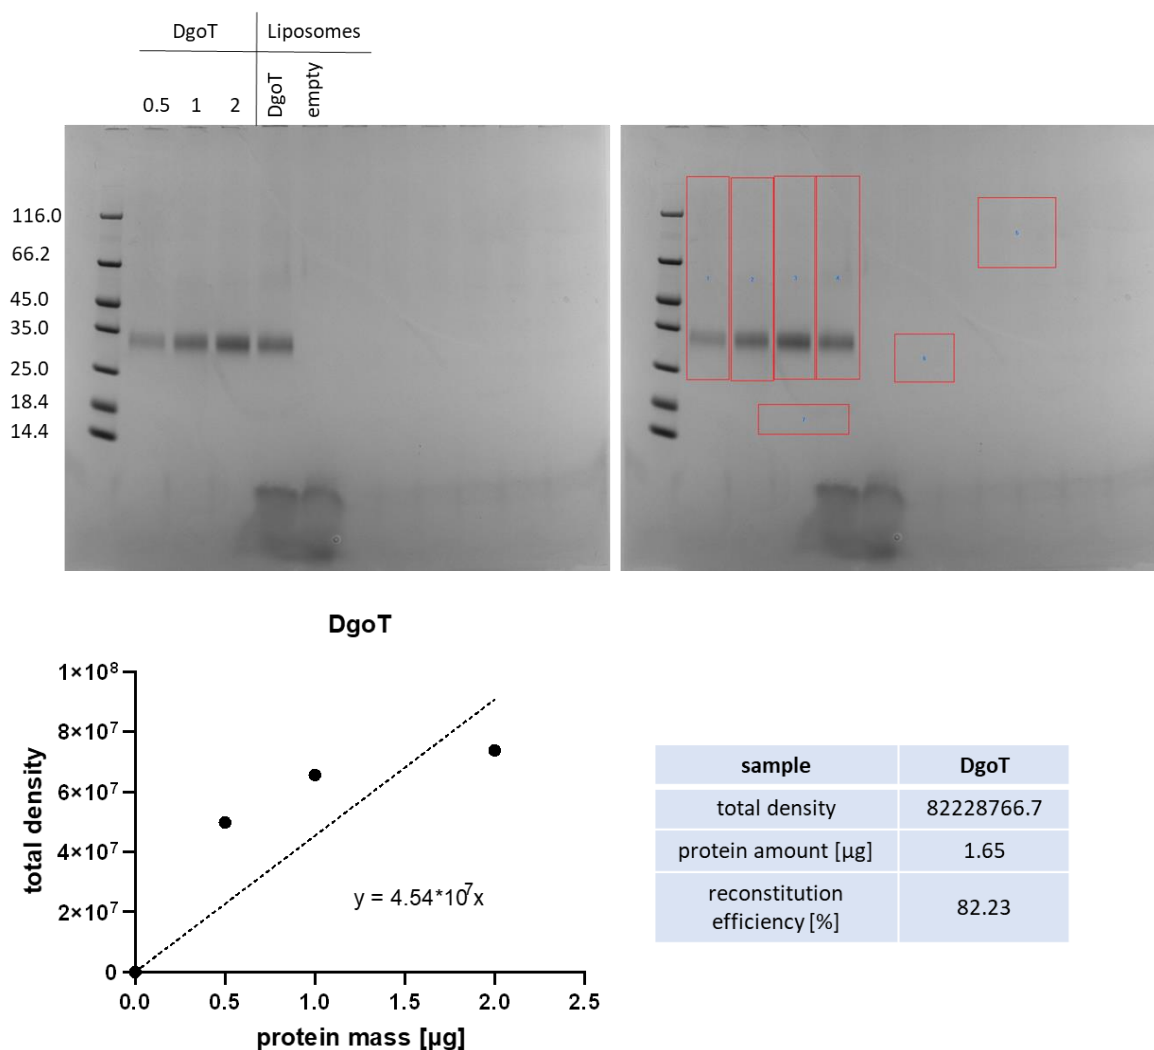 DgoT Liposomes
0.5 1 2 DgoT empty
116.0
66.2
45.0
35.0
25.0
18.4
14.4
DgoT
1×10⁸
8×10⁷
6×10⁷
4×10⁷
2×10⁷
0
total density
y = 4.54*10⁷x
0.0 0.5 1.0 1.5 2.0 2.5
protein mass [µg]
sample DgoT
total density 82228766.7
protein amount [µg] 1.65
reconstitution
efficiency [%] 82.23